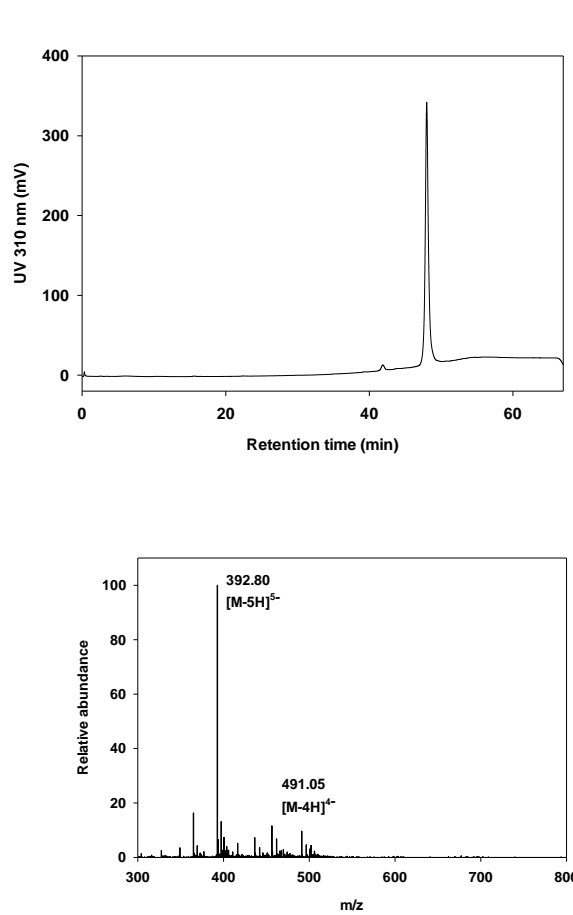 400
300
200
100
0
UV 310 nm (mV)
0 20 40 60
Retention time (min)
392.80
[M-5H]5-
491.05
[M-4H]4-
100
80
60
40
20
0
Relative abundance
300 400 500 600 700 800
m/z